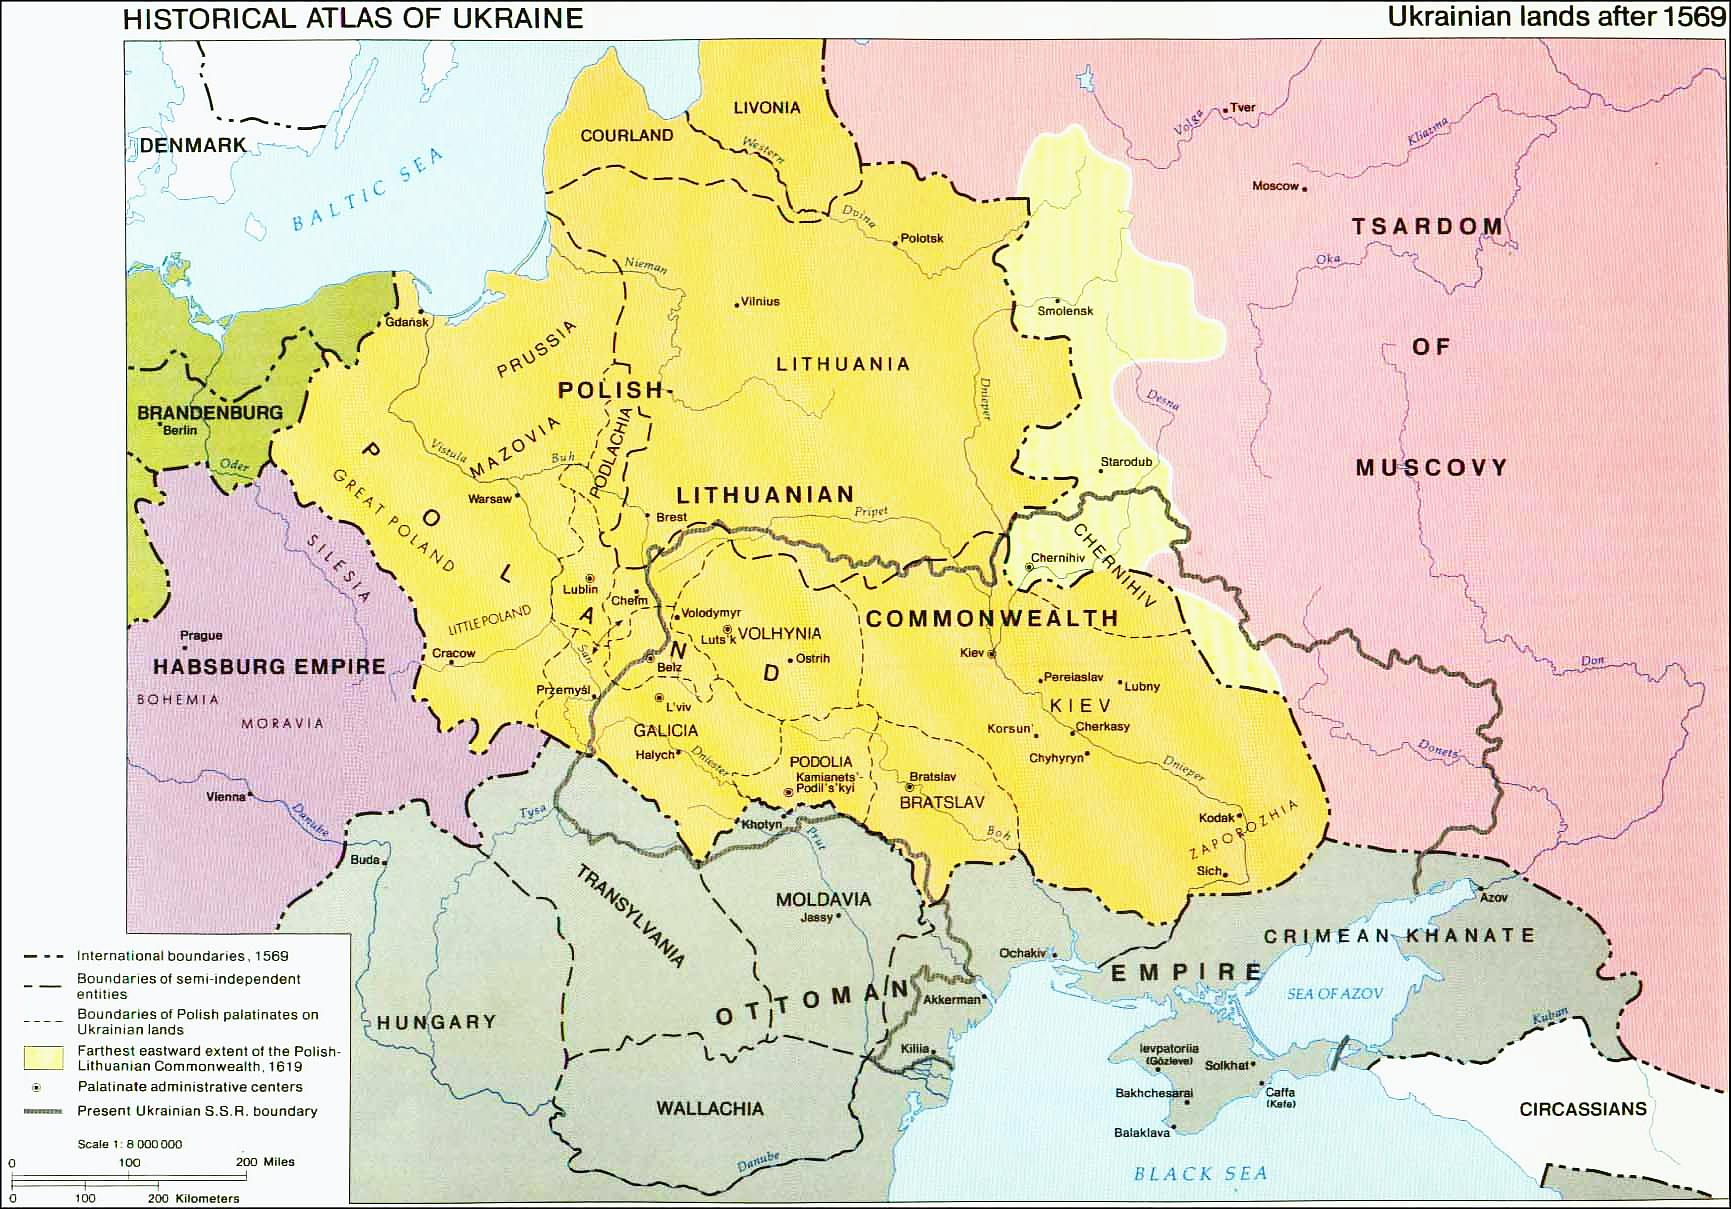 HISTORICAL ATLAS OF UKRAINE
Ukrainian lands after 1569
DENMARK
BALTIC SEA
COURLAND
LIVONIA
Western
Dvina
Polotsk
Volga
Tver
Kliazma
Moscow
TSARDOM
OF
MUSCOVY
Oka
Nieman
Vilnius
LITHUANIA
Smolensk
Dnieper
Desna
Starodub
Gdańsk
PRUSSIA
POLISH-
LITHUANIAN
COMMONWEALTH
BRANDENBURG
Berlin
Oder
Vistula
MAZOVIA
Buh
PODLACHIA
Warsaw
Brest
Pripet
POLAND
GREAT POLAND
SILESIA
LITTLE POLAND
Lublin
Chełm
Cracow
San
Przemyśl
Volodymyr
Luts'k
VOLHYNIA
Ostrih
Belz
L'viv
GALICIA
Halych
Dniester
PODOLIA
Kamianets'-
Podil's'kyi
Bratslav
BRATSLAV
Boh
Chernihiv
CHERNIHIV
Kiev
Pereiaslav
Lubny
KIEV
Korsun'
Cherkasy
Chyhyryn
Dnieper
Kodak
ZAPOROZHIA
Sich
Don
Donets'
Prague
HABSBURG EMPIRE
BOHEMIA
MORAVIA
Vienna
Danube
Buda
Tysa
Khotyn
Prut
TRANSYLVANIA
MOLDAVIA
Jassy
HUNGARY
OTTOMAN
EMPIRE
Ochakiv
Akkerman
Kiliia
WALLACHIA
Danube
CRIMEAN KHANATE
Azov
SEA OF AZOV
Kuban
Ievpatoriia
(Gözleve)
Solkhat
Bakhchesarai
Caffa
(Kefe)
Balaklava
BLACK SEA
CIRCASSIANS
International boundaries, 1569
Boundaries of semi-independent
entities
Boundaries of Polish palatinates on
Ukrainian lands
Farthest eastward extent of the Polish-
Lithuanian Commonwealth, 1619
Palatinate administrative centers
Present Ukrainian S.S.R. boundary
Scale 1: 8 000 000
0 100 200 Miles
0 100 200 Kilometers